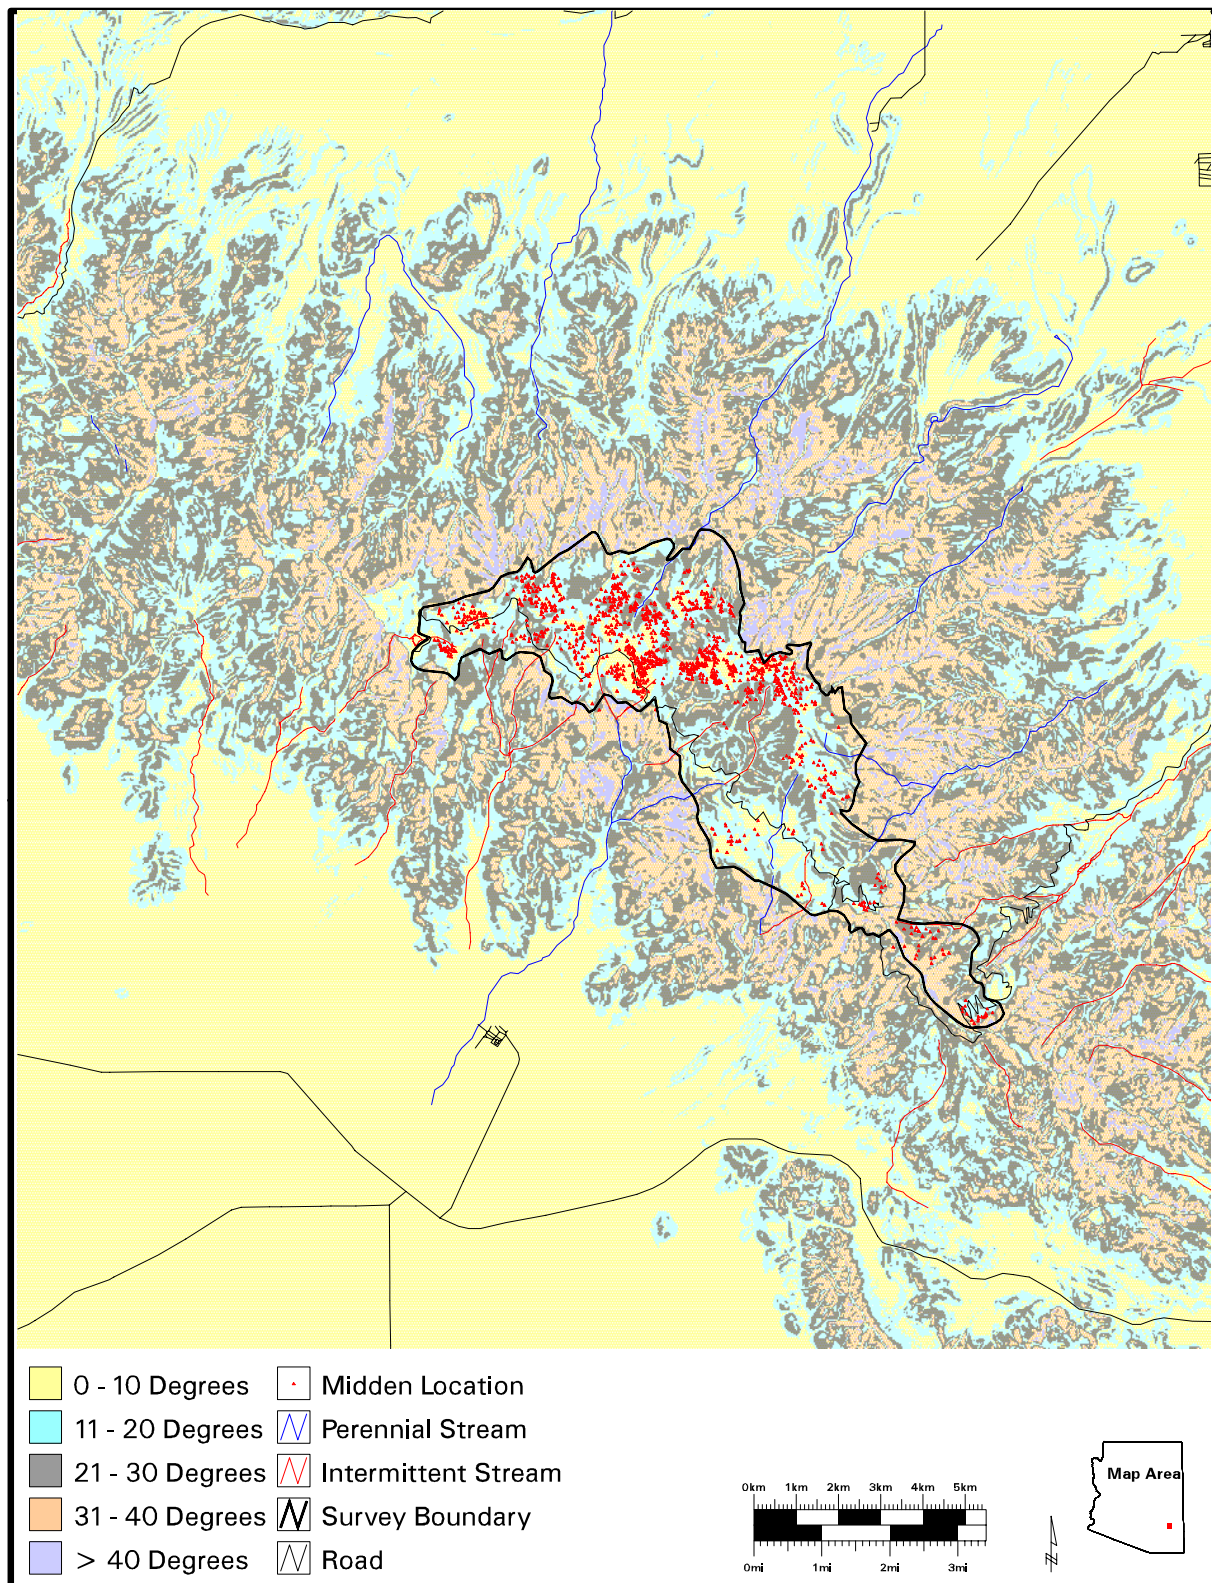 0 - 10 Degrees
Midden Location
11 - 20 Degrees
Perennial Stream
21 - 30 Degrees
Intermittent Stream
31 - 40 Degrees
Survey Boundary
> 40 Degrees
Road
0km 1km 2km 3km 4km 5km
0mi 1mi 2mi 3mi
N
Map Area